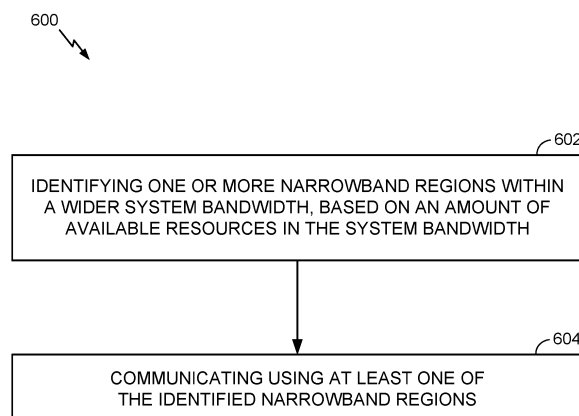 600
602
IDENTIFYING ONE OR MORE NARROWBAND REGIONS WITHIN
A WIDER SYSTEM BANDWIDTH, BASED ON AN AMOUNT OF
AVAILABLE RESOURCES IN THE SYSTEM BANDWIDTH
604
COMMUNICATING USING AT LEAST ONE OF
THE IDENTIFIED NARROWBAND REGIONS